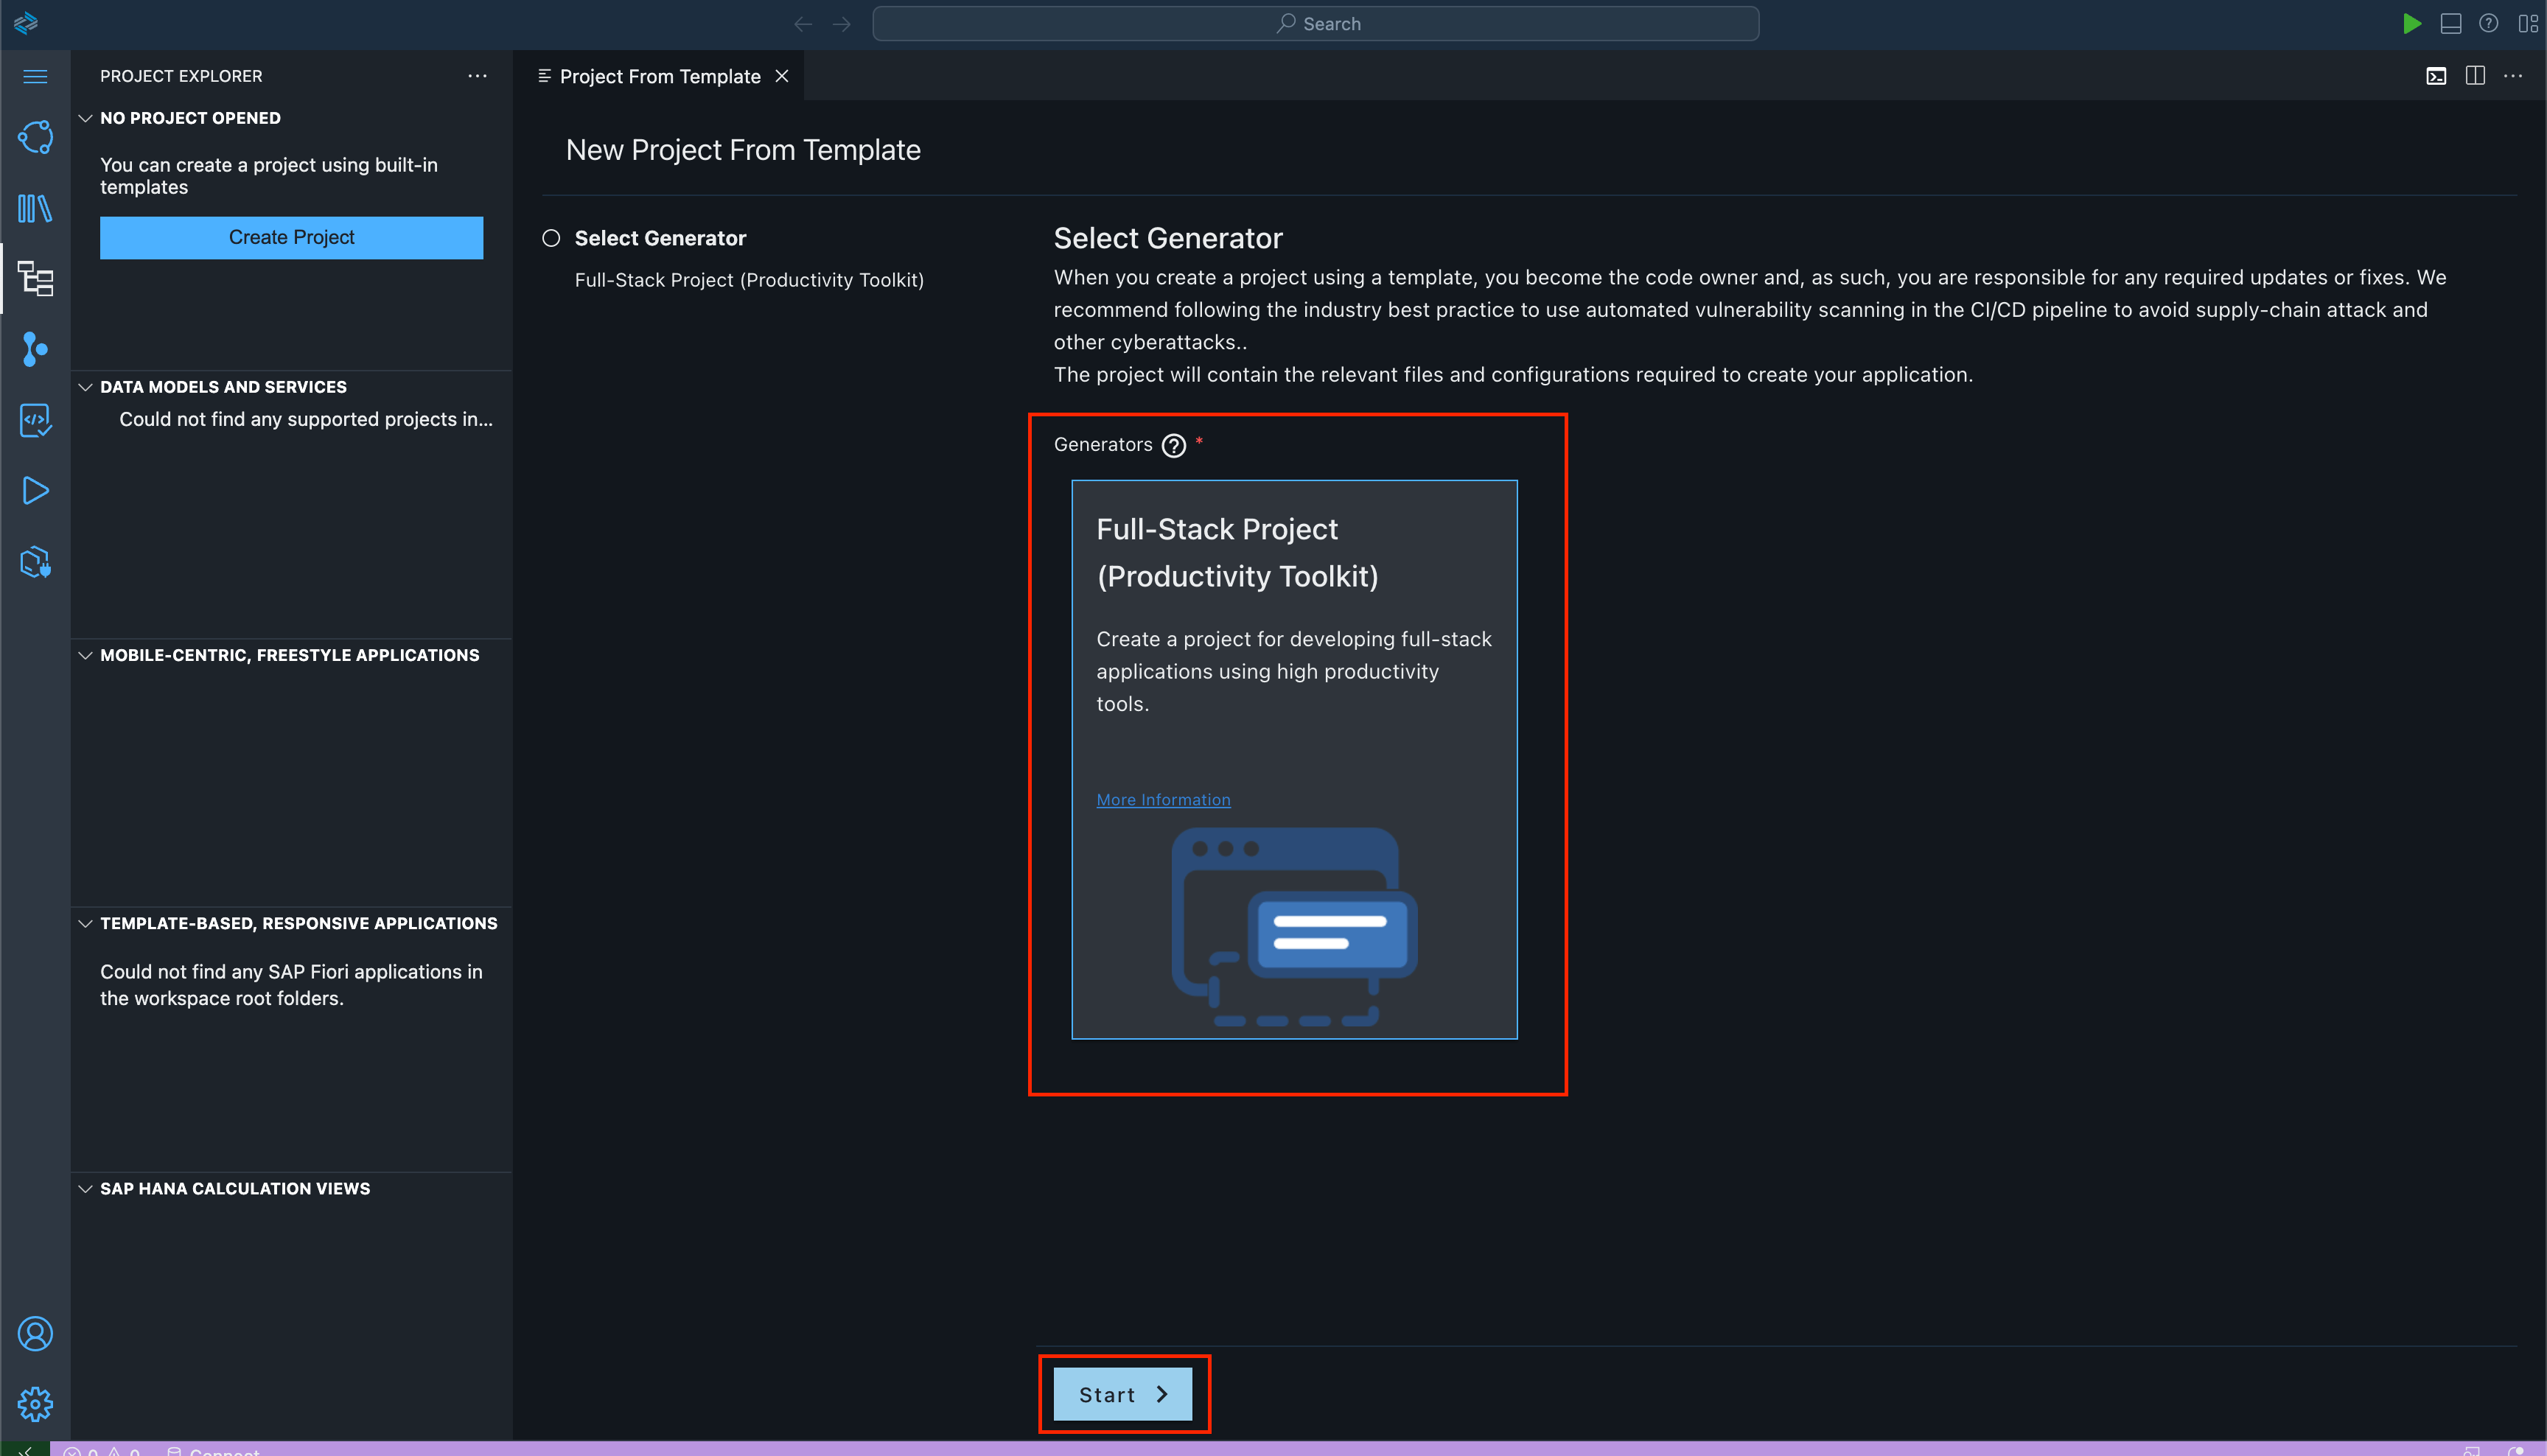 Search
PROJECT EXPLORER
NO PROJECT OPENED
You can create a project using built-in
templates
Create Project
DATA MODELS AND SERVICES
Could not find any supported projects in...
MOBILE-CENTRIC, FREESTYLE APPLICATIONS
TEMPLATE-BASED, RESPONSIVE APPLICATIONS
Could not find any SAP Fiori applications in
the workspace root folders.
SAP HANA CALCULATION VIEWS
Project From Template
New Project From Template
Select Generator
Full-Stack Project (Productivity Toolkit)
Select Generator
When you create a project using a template, you become the code owner and, as such, you are responsible for any required updates or fixes. We
recommend following the industry best practice to use automated vulnerability scanning in the CI/CD pipeline to avoid supply-chain attack and
other cyberattacks..
The project will contain the relevant files and configurations required to create your application.
Generators ? *
Full-Stack Project
(Productivity Toolkit)
Create a project for developing full-stack
applications using high productivity
tools.
More Information
Start
0 0 Connect